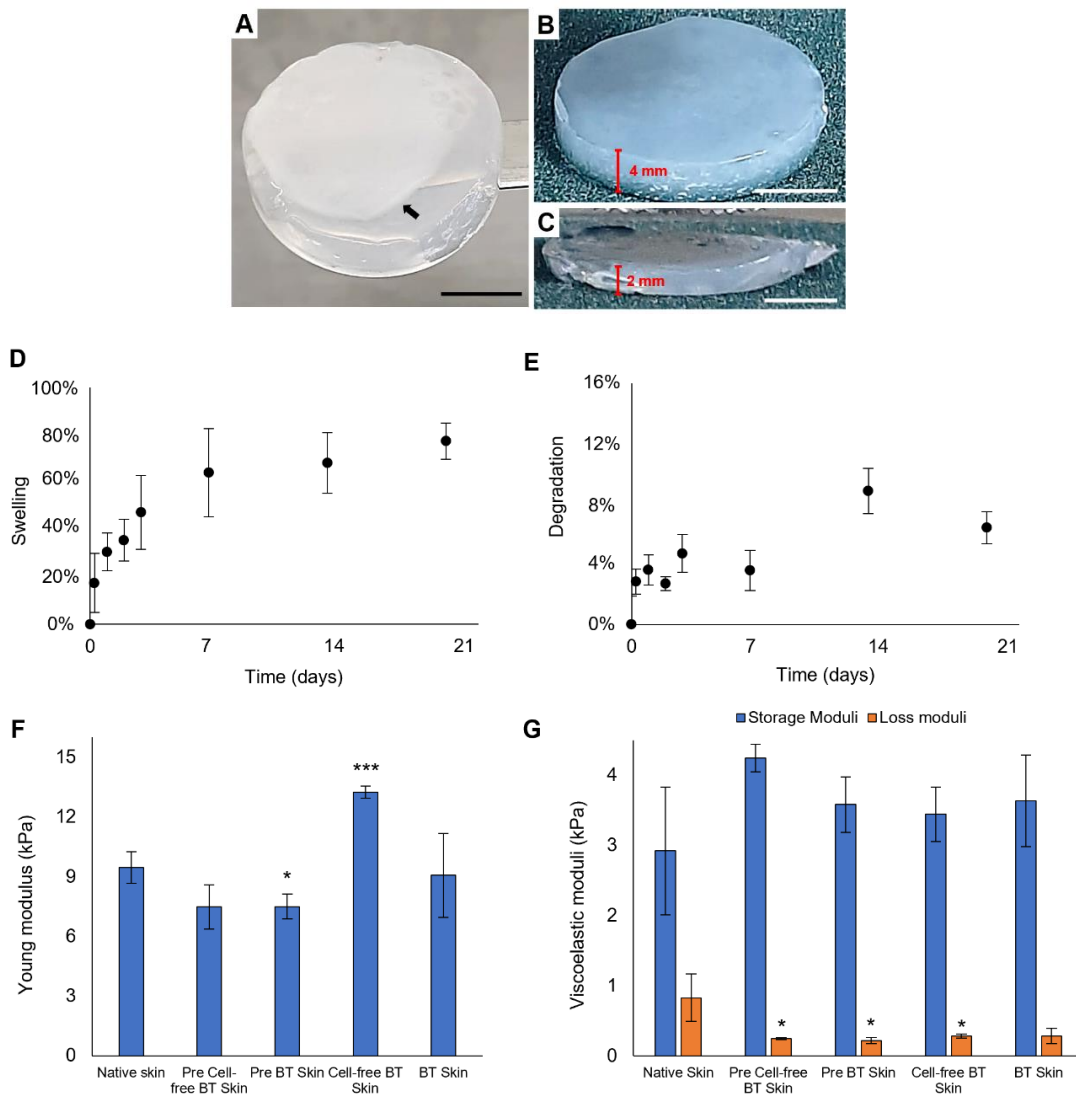 A
B
4 mm
C
2 mm
D
100%
80%
60%
40%
20%
0%
Swelling
0
7
14
21
Time (days)
E
16%
12%
8%
4%
0%
Degradation
0
7
14
21
Time (days)
F
15
12
9
6
3
0
Young modulus (kPa)
*
***
Native skin
Pre Cell-
free BT Skin
Pre BT Skin
Cell-free BT
Skin
BT Skin
G
Storage Moduli
Loss moduli
4
3
2
1
0
Viscoelastic moduli (kPa)
*
*
*
Native Skin
Pre Cell-free
BT Skin
Pre BT Skin
Cell-free BT
Skin
BT Skin